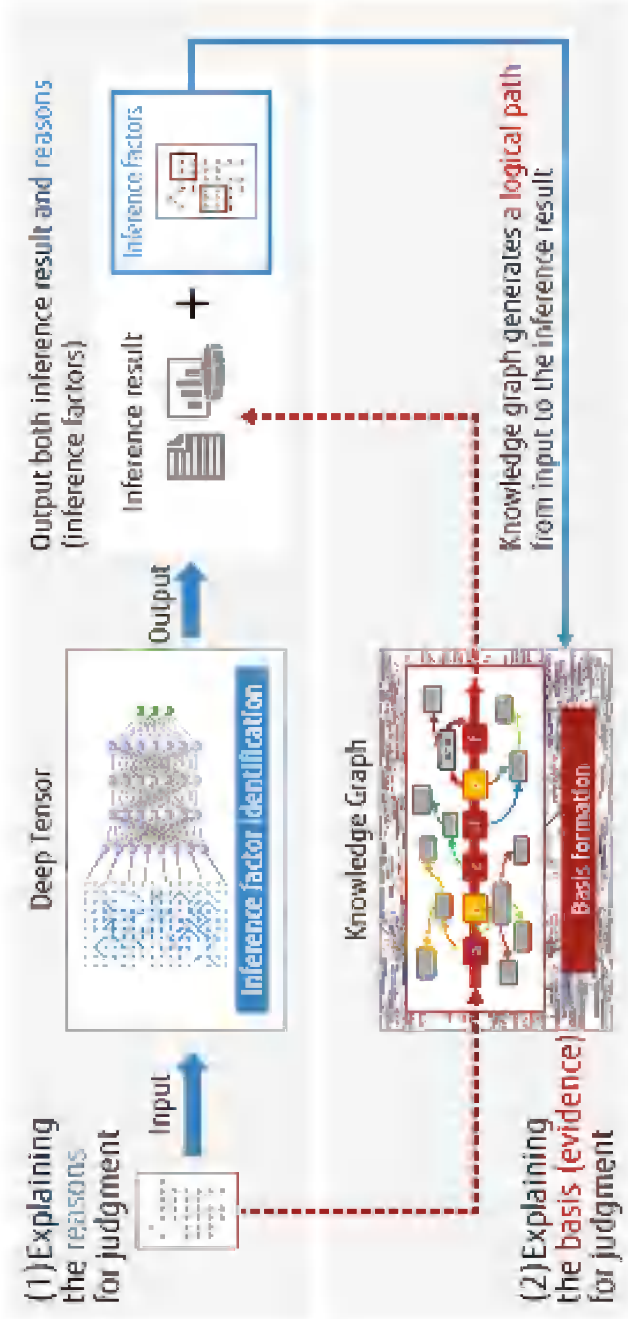 (1)Explaining
the reasons
for judgment
Input
Deep Tensor
Inference factor identification
Output
Output both inference result and reasons
(inference factors)
Inference result
+
Inference factors
(2)Explaining
the basis (evidence)
for judgment
Knowledge Graph
Basis formation
Knowledge graph generates a logical path
from input to the inference result